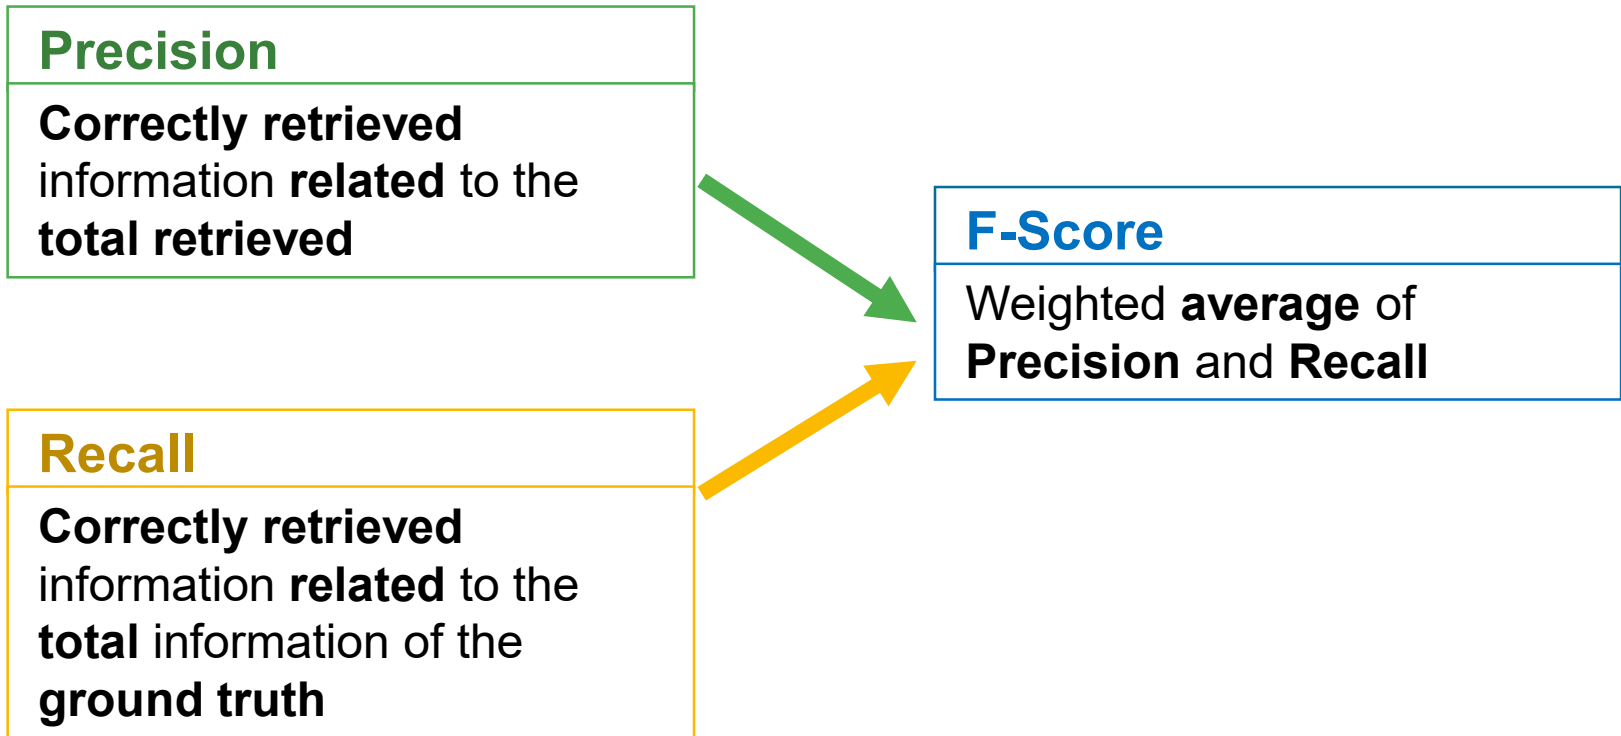 Precision
Correctly retrieved
information related to the
total retrieved
Recall
Correctly retrieved
information related to the
total information of the
ground truth
F-Score
Weighted average of
Precision and Recall